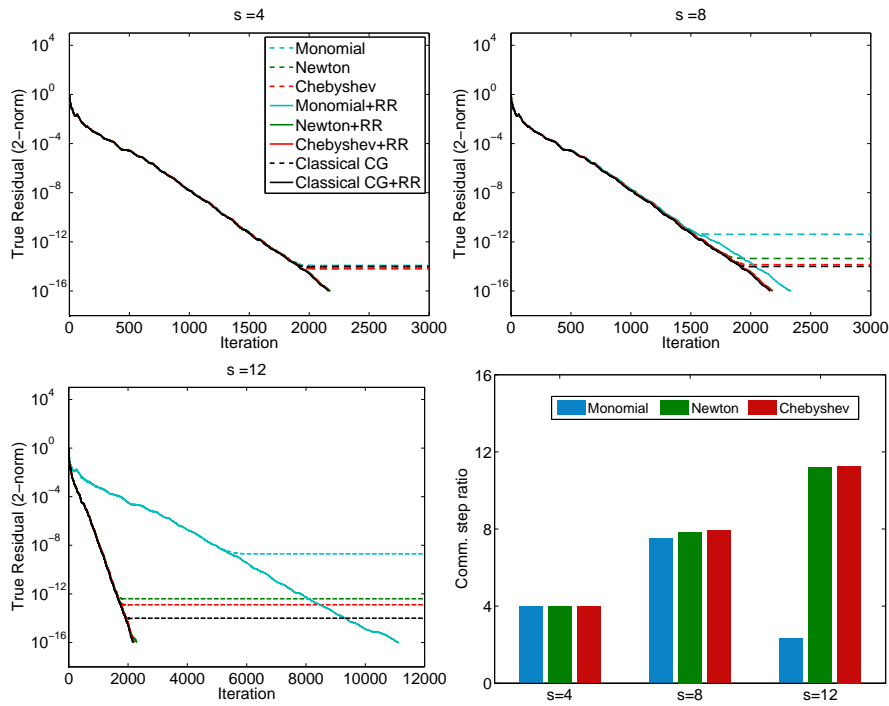 s =4
True Residual (2-norm)
10^4
10^0
10^-4
10^-8
10^-12
10^-16
0 500 1000 1500 2000 2500 3000
Iteration
Monomial
Newton
Chebyshev
Monomial+RR
Newton+RR
Chebyshev+RR
Classical CG
Classical CG+RR
s =8
True Residual (2-norm)
10^4
10^0
10^-4
10^-8
10^-12
10^-16
0 500 1000 1500 2000 2500 3000
Iteration
s =12
True Residual (2-norm)
10^4
10^0
10^-4
10^-8
10^-12
10^-16
0 2000 4000 6000 8000 10000 12000
Iteration
Comm. step ratio
16
12
8
4
0
Monomial Newton Chebyshev
s=4 s=8 s=12